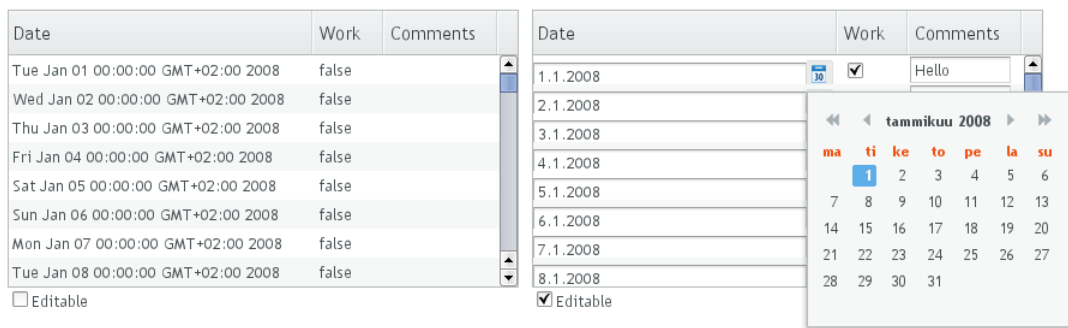 Date Work Comments
Tue Jan 01 00:00:00 GMT+02:00 2008 false
Wed Jan 02 00:00:00 GMT+02:00 2008 false
Thu Jan 03 00:00:00 GMT+02:00 2008 false
Fri Jan 04 00:00:00 GMT+02:00 2008 false
Sat Jan 05 00:00:00 GMT+02:00 2008 false
Sun Jan 06 00:00:00 GMT+02:00 2008 false
Mon Jan 07 00:00:00 GMT+02:00 2008 false
Tue Jan 08 00:00:00 GMT+02:00 2008 false
Editable
Date Work Comments
1.1.2008 30 Hello
2.1.2008
3.1.2008
4.1.2008
5.1.2008
6.1.2008
7.1.2008
8.1.2008
Editable
tammikuu 2008
ma ti ke to pe la su
1 2 3 4 5 6
7 8 9 10 11 12 13
14 15 16 17 18 19 20
21 22 23 24 25 26 27
28 29 30 31